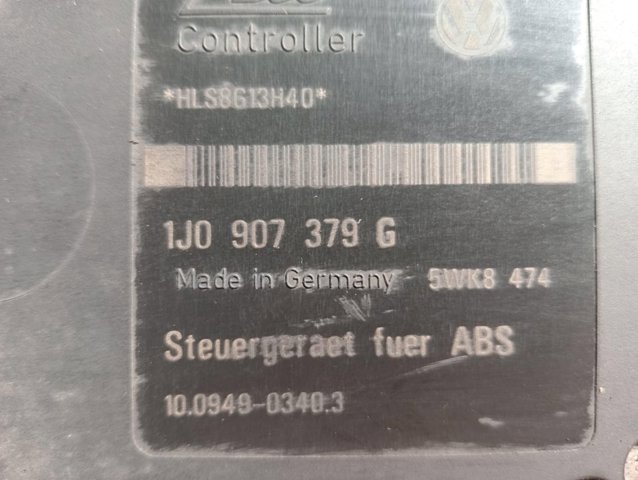 Controller
*HLS8G13H40*
1J0 907 379 G
Made in Germany 5WK8 474
Steuergeraet fuer ABS
10.0949-0340.3